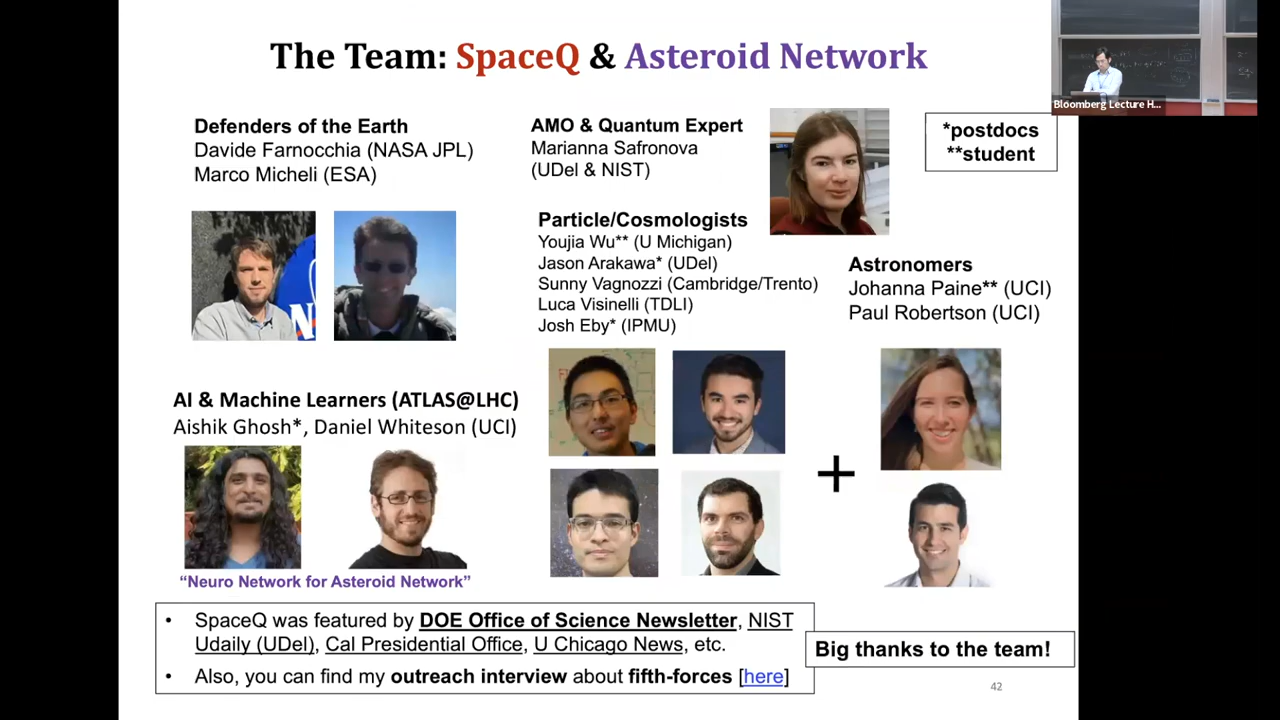 The Team: SpaceQ & Asteroid Network
Bloomberg Lecture H...
*postdocs
**student
Defenders of the Earth
Davide Farnocchia (NASA JPL)
Marco Micheli (ESA)
AMO & Quantum Expert
Marianna Safronova
(UDel & NIST)
Particle/Cosmologists
Youjia Wu** (U Michigan)
Jason Arakawa* (UDel)
Sunny Vagnozzi (Cambridge/Trento)
Luca Visinelli (TDLI)
Josh Eby* (IPMU)
Astronomers
Johanna Paine** (UCI)
Paul Robertson (UCI)
AI & Machine Learners (ATLAS@LHC)
Aishik Ghosh*, Daniel Whiteson (UCI)
+
“Neuro Network for Asteroid Network”
• SpaceQ was featured by DOE Office of Science Newsletter, NIST
Udaily (UDel), Cal Presidential Office, U Chicago News, etc.
• Also, you can find my outreach interview about fifth-forces [here]
Big thanks to the team!
42